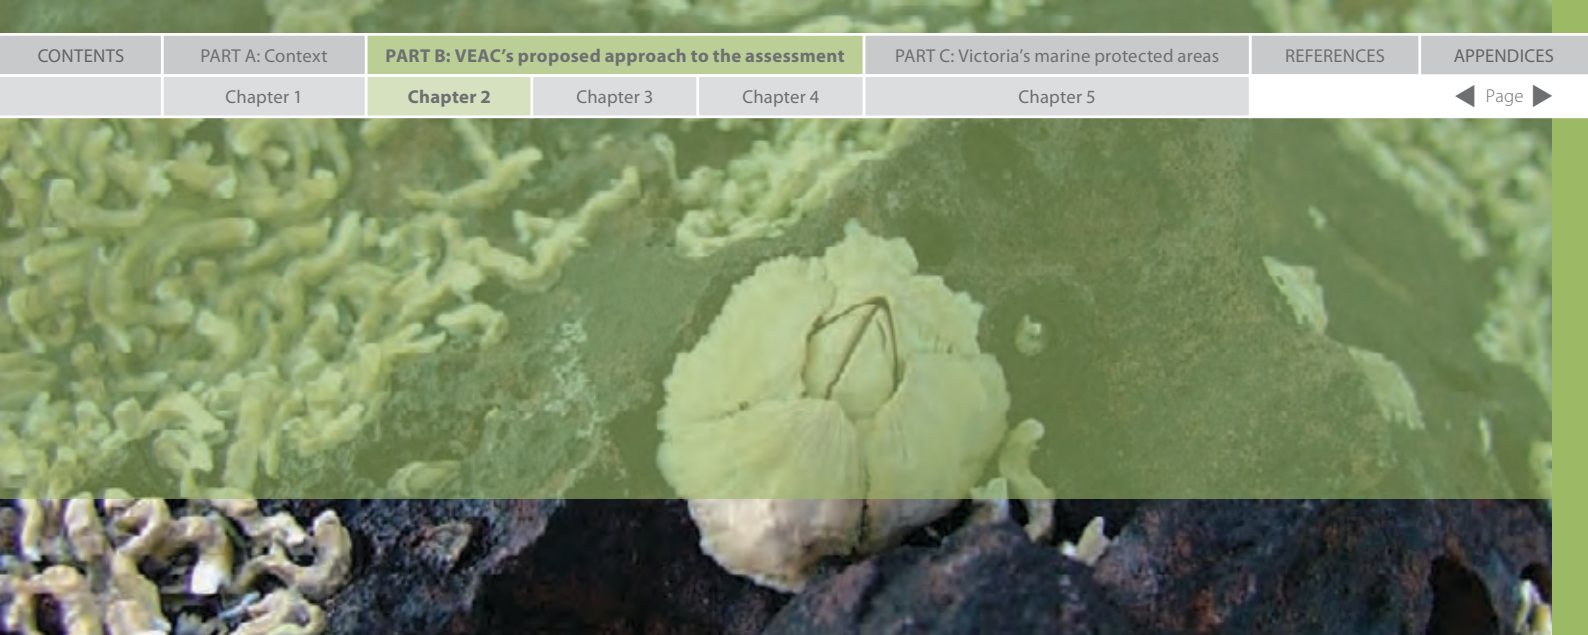 CONTENTS PART A: Context PART B: VEAC's proposed approach to the assessment PART C: Victoria's marine protected areas REFERENCES APPENDICES
Chapter 1 Chapter 2 Chapter 3 Chapter 4 Chapter 5 Page